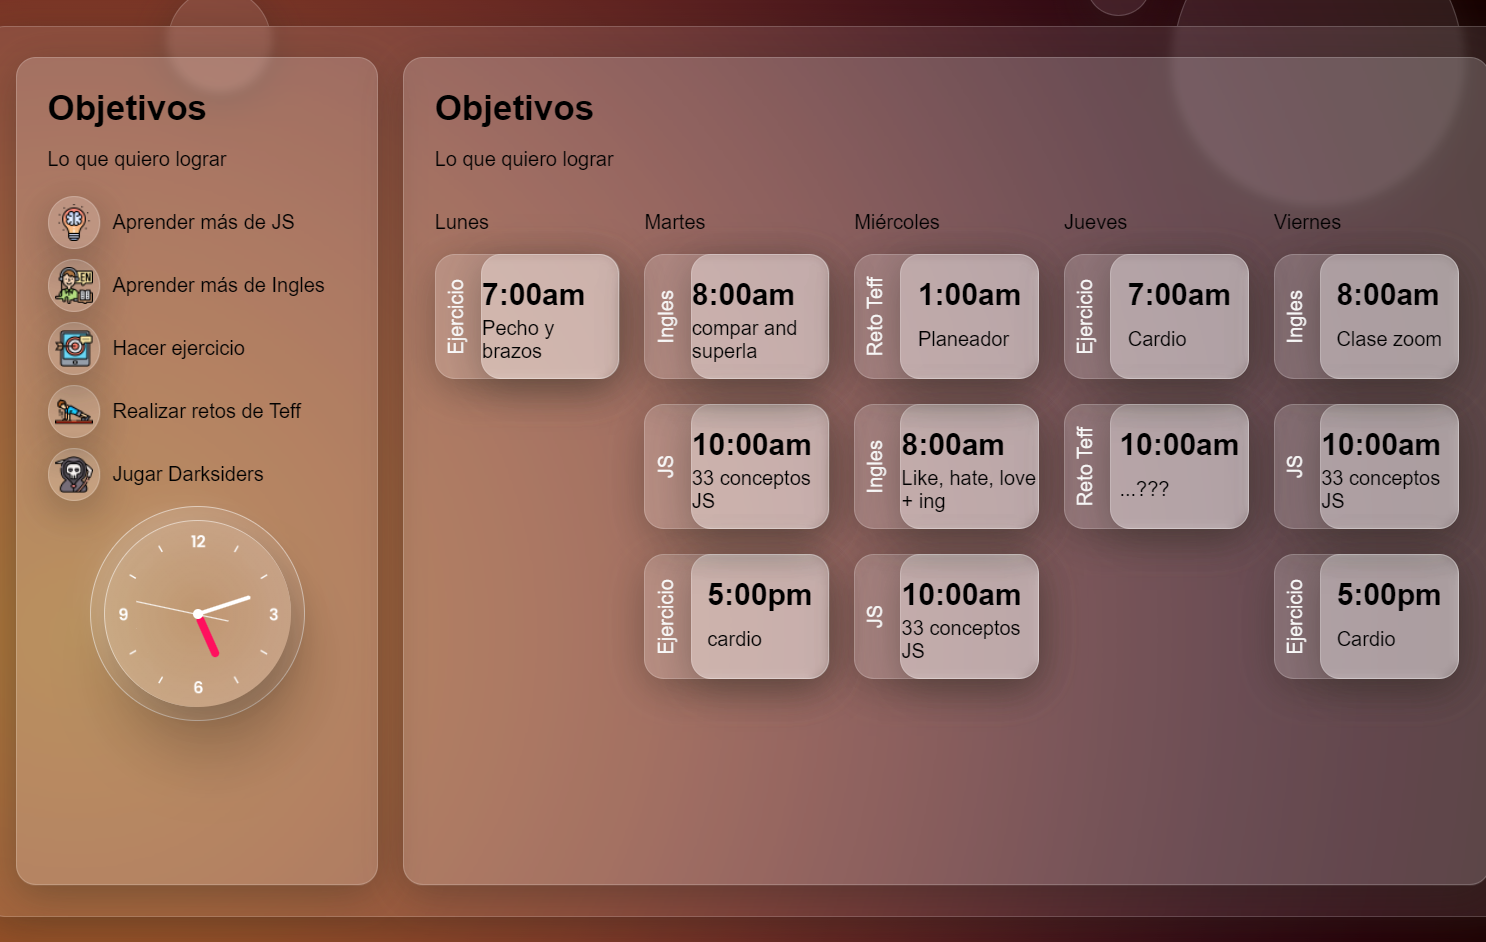 Objetivos
Lo que quiero lograr
Aprender más de JS
EN
Aprender más de Ingles
Hacer ejercicio
Realizar retos de Teff
Jugar Darksiders
12
9
3
6
Objetivos
Lo que quiero lograr
Lunes
Ejercicio
7:00am
Pecho y
brazos
Martes
Ingles
8:00am
compar and
superla
JS
10:00am
33 conceptos
JS
Ejercicio
5:00pm
cardio
Miércoles
Reto Teff
1:00am
Planeador
Ingles
8:00am
Like, hate, love
+ ing
JS
10:00am
33 conceptos
JS
Jueves
Ejercicio
7:00am
Cardio
Reto Teff
10:00am
...???
Viernes
Ingles
8:00am
Clase zoom
JS
10:00am
33 conceptos
JS
Ejercicio
5:00pm
Cardio